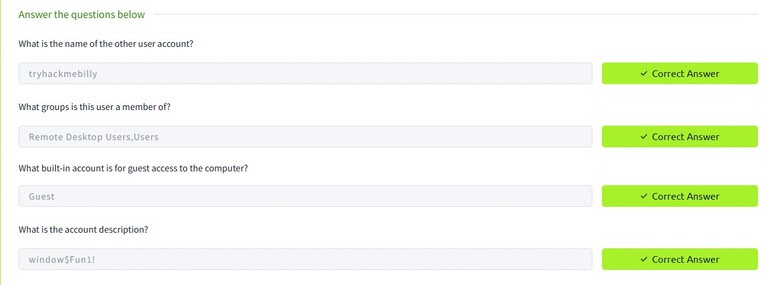 Answer the questions below
What is the name of the other user account?
tryhackmebilly
✓ Correct Answer
What groups is this user a member of?
Remote Desktop Users,Users
✓ Correct Answer
What built-in account is for guest access to the computer?
Guest
✓ Correct Answer
What is the account description?
window$Fun1!
✓ Correct Answer